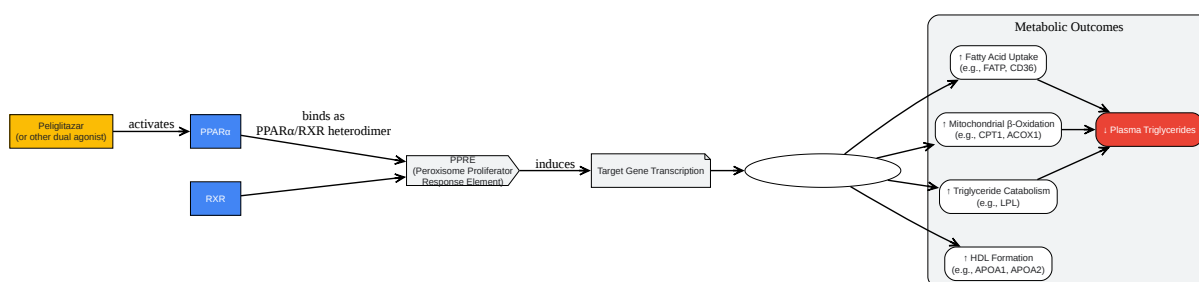 Metabolic Outcomes
Peliglitazar
(or other dual agonist)
activates
PPARα
RXR
binds as
PPARα/RXR heterodimer
PPRE
(Peroxisome Proliferator
Response Element)
induces
Target Gene Transcription
↑ Fatty Acid Uptake
(e.g., FATP, CD36)
↑ Mitochondrial β-Oxidation
(e.g., CPT1, ACOX1)
↑ Triglyceride Catabolism
(e.g., LPL)
↑ HDL Formation
(e.g., APOA1, APOA2)
↓ Plasma Triglycerides